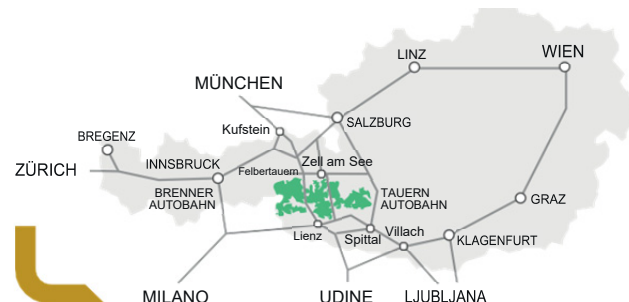 LINZ
WIEN
MÜNCHEN
SALZBURG
Kufstein
BREGENZ
ZÜRICH
INNSBRUCK
Zell am See
Felbertauern
BRENNER
AUTOBAHN
TAUERN
AUTOBAHN
GRAZ
Lienz
Spittal
Villach
KLAGENFURT
MILANO
UDINE
LJUBLJANA